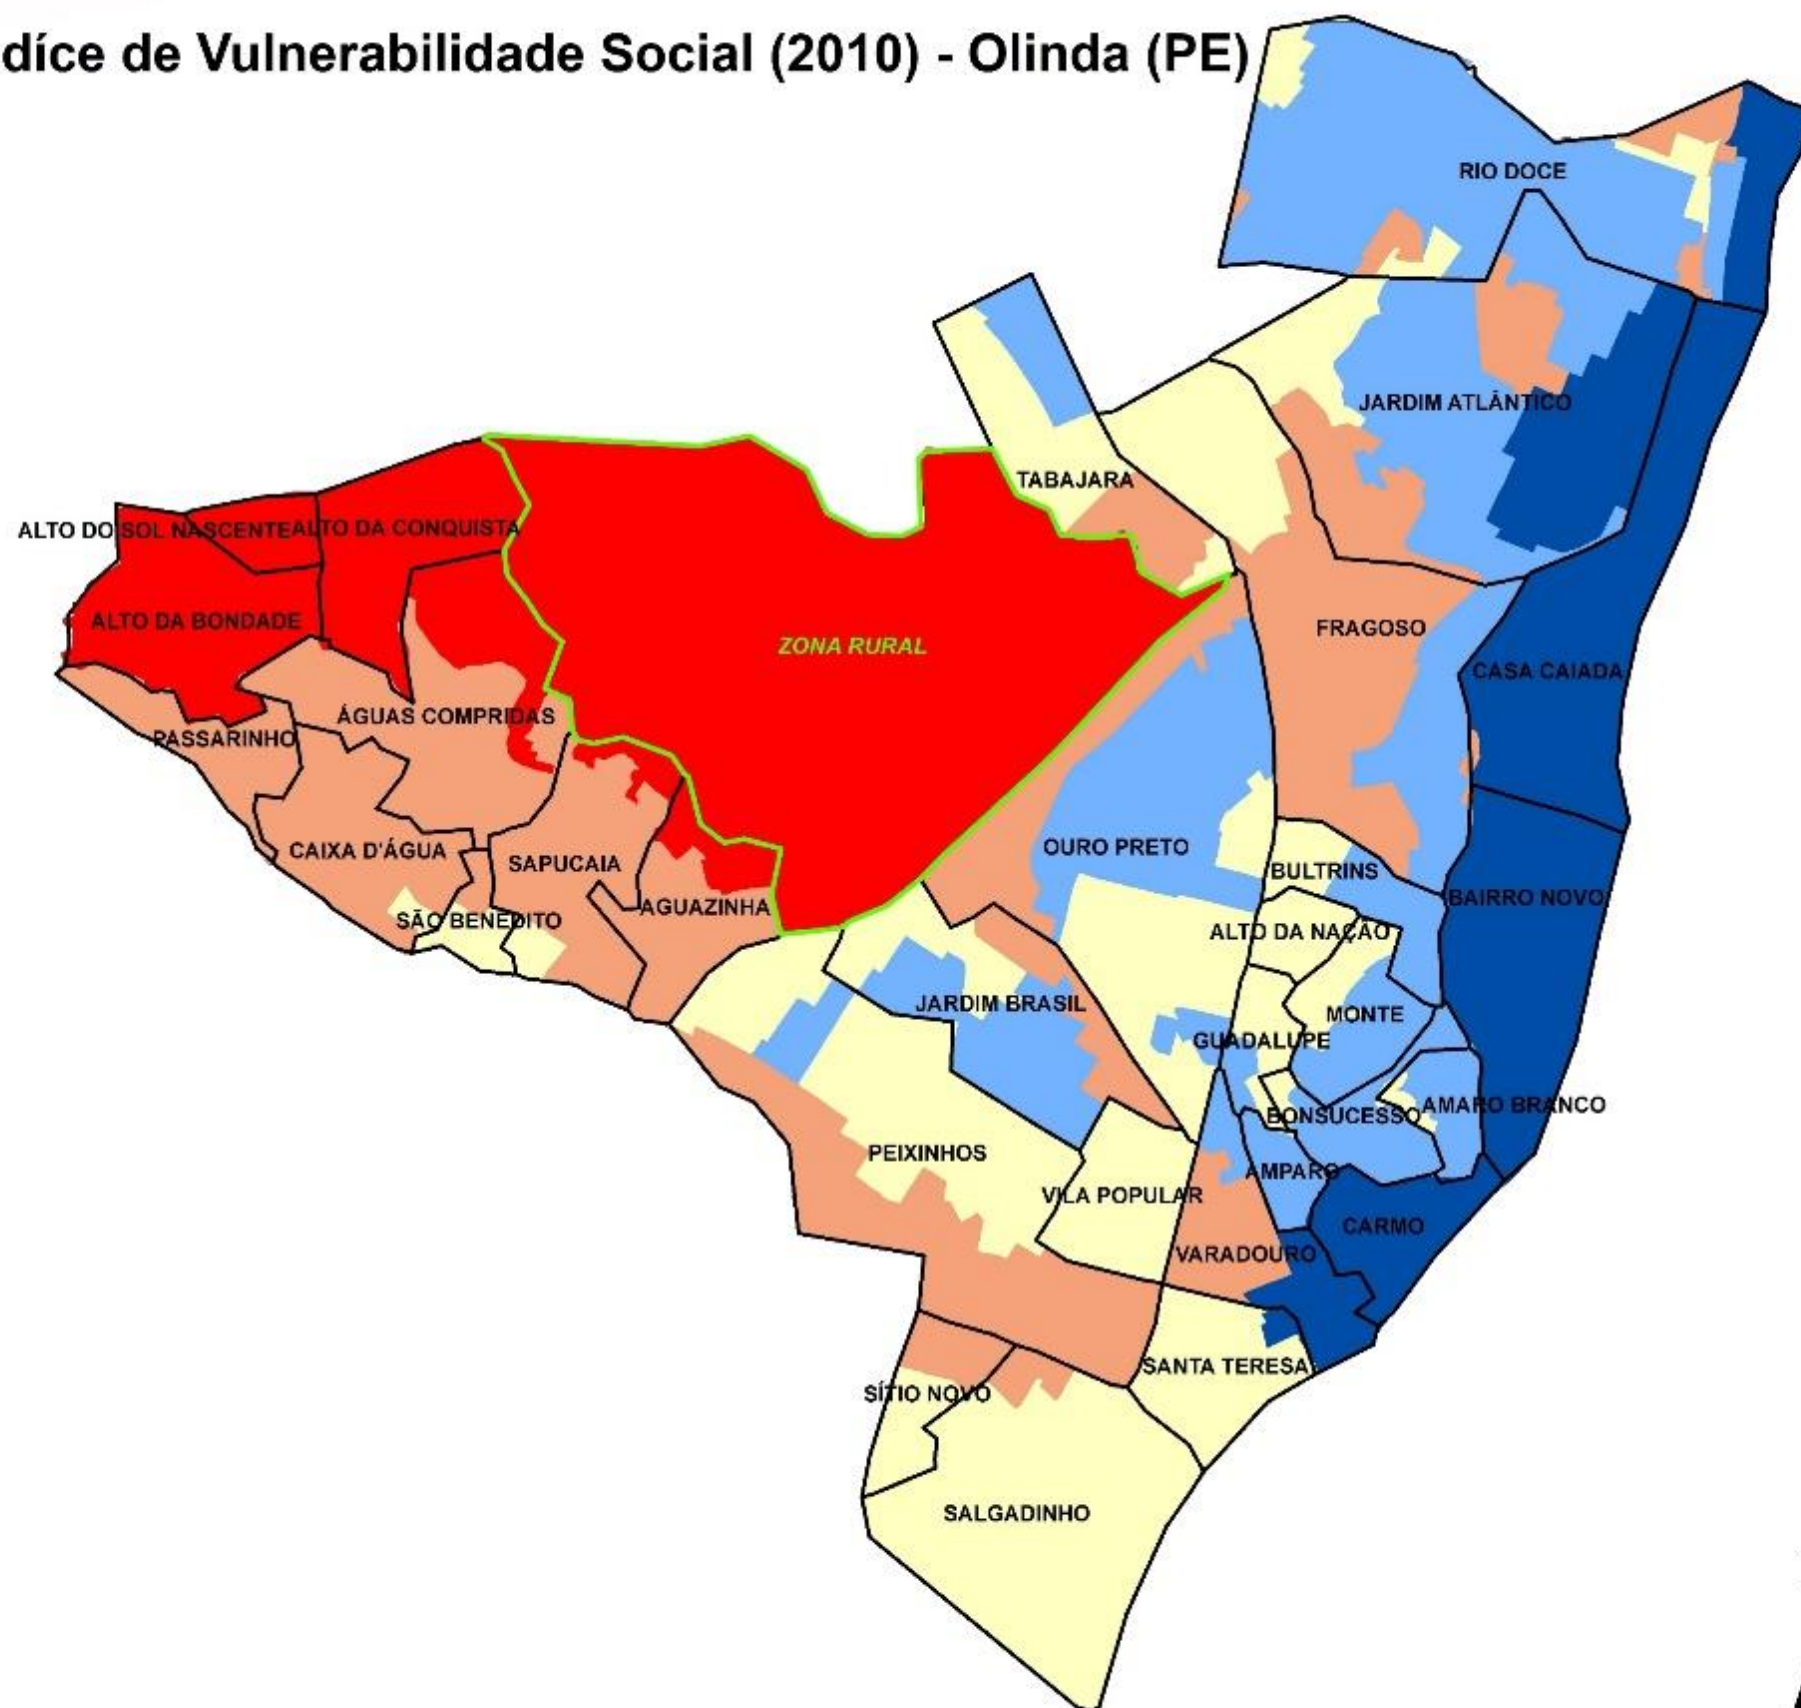 díce de Vulnerabilidade Social (2010) - Olinda (PE)
RIO DOCE
JARDIM ATLÂNTICO
TABAJARA
ALTO DO SOL NASCENTE
ALTO DA CONQUISTA
ALTO DA BONDADE
ZONA RURAL
FRAGOSO
CASA CAIADA
ÁGUAS COMPRIDAS
PASSARINHO
CAIXA D'ÁGUA
SAPUCAIA
OURO PRETO
BULTRINS
BAIRRO NOVO
AGUAZINHA
SÃO BENEDITO
ALTO DA NAÇÃO
JARDIM BRASIL
MONTE
GUADALUPE
BONSUCESSO
AMARO BRANCO
PEIXINHOS
AMPARO
VILA POPULAR
CARMO
VARADOURO
SANTA TERESA
SÍTIO NOVO
SALGADINHO